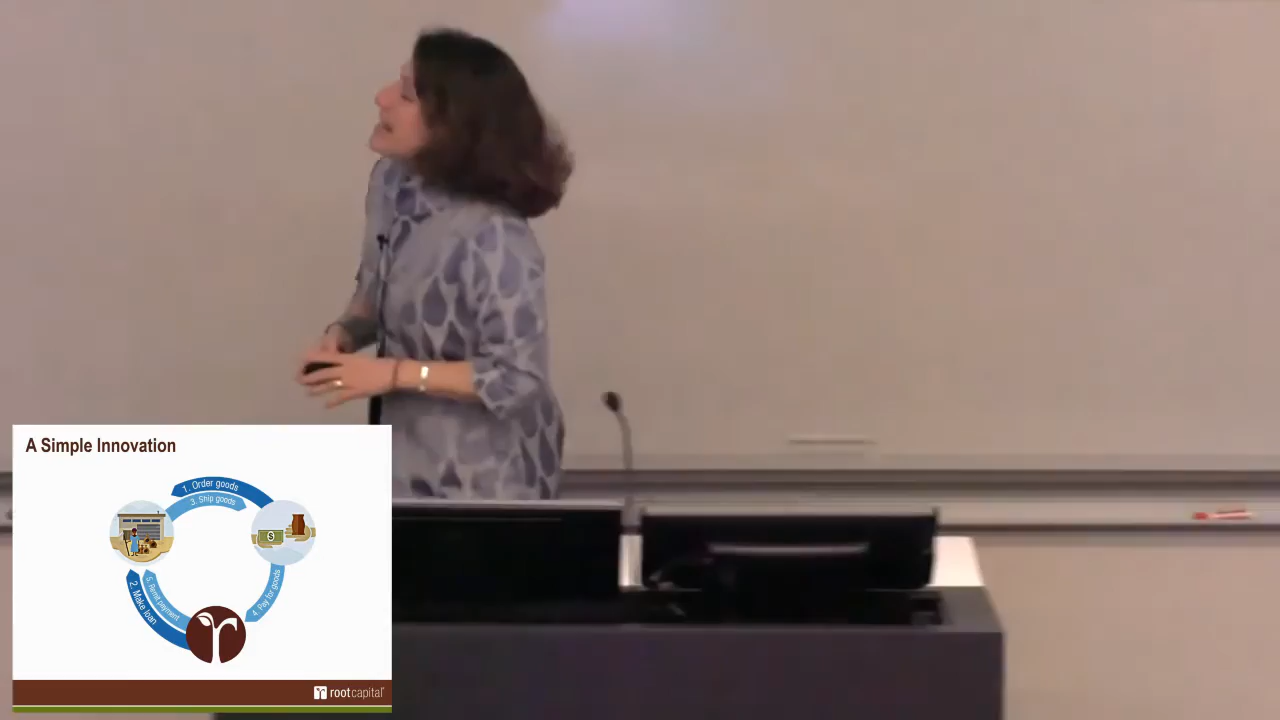 A Simple Innovation
1. Order goods
3. Ship goods
$
2. Make loan
5. Remit payment
4. Pay for goods
rootcapital